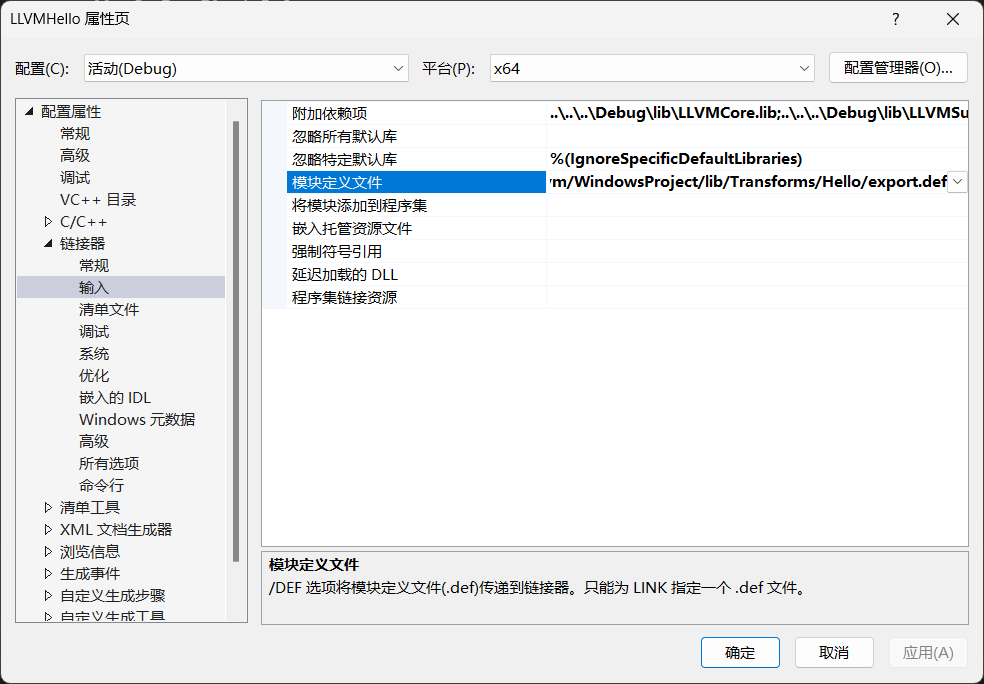 LLVMHello 属性页
?
配置(C):
活动(Debug)
平台(P):
x64
配置管理器(O)...
配置属性
常规
高级
调试
VC++ 目录
C/C++
链接器
常规
输入
清单文件
调试
系统
优化
嵌入的 IDL
Windows 元数据
高级
所有选项
命令行
清单工具
XML 文档生成器
浏览信息
生成事件
自定义生成步骤
自定义生成工具
附加依赖项 ..\..\..\Debug\lib\LLVMCore.lib;..\..\..\Debug\lib\LLVMSu
忽略所有默认库
忽略特定默认库 %(IgnoreSpecificDefaultLibraries)
模块定义文件 vm/WindowsProject/lib/Transforms/Hello/export.def
将模块添加到程序集
嵌入托管资源文件
强制符号引用
延迟加载的 DLL
程序集链接资源
模块定义文件
/DEF 选项将模块定义文件(.def)传递到链接器。只能为 LINK 指定一个 .def 文件。
确定
取消
应用(A)